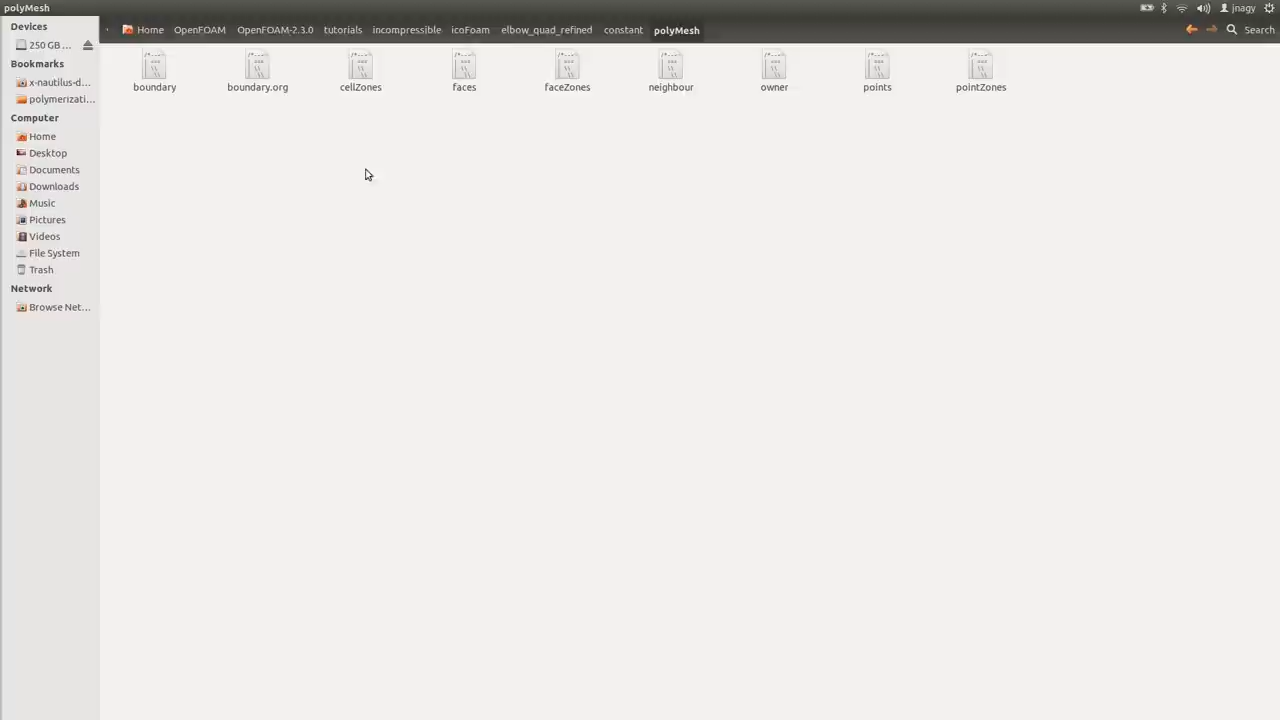 polyMesh
jnagy
Devices
250 GB ...
Bookmarks
x-nautilus-d...
polymerizati...
Computer
Home
Desktop
Documents
Downloads
Music
Pictures
Videos
File System
Trash
Network
Browse Net...
Home OpenFOAM OpenFOAM-2.3.0 tutorials incompressible icoFoam elbow_quad_refined constant polyMesh
Search
boundary boundary.org cellZones faces faceZones neighbour owner points pointZones